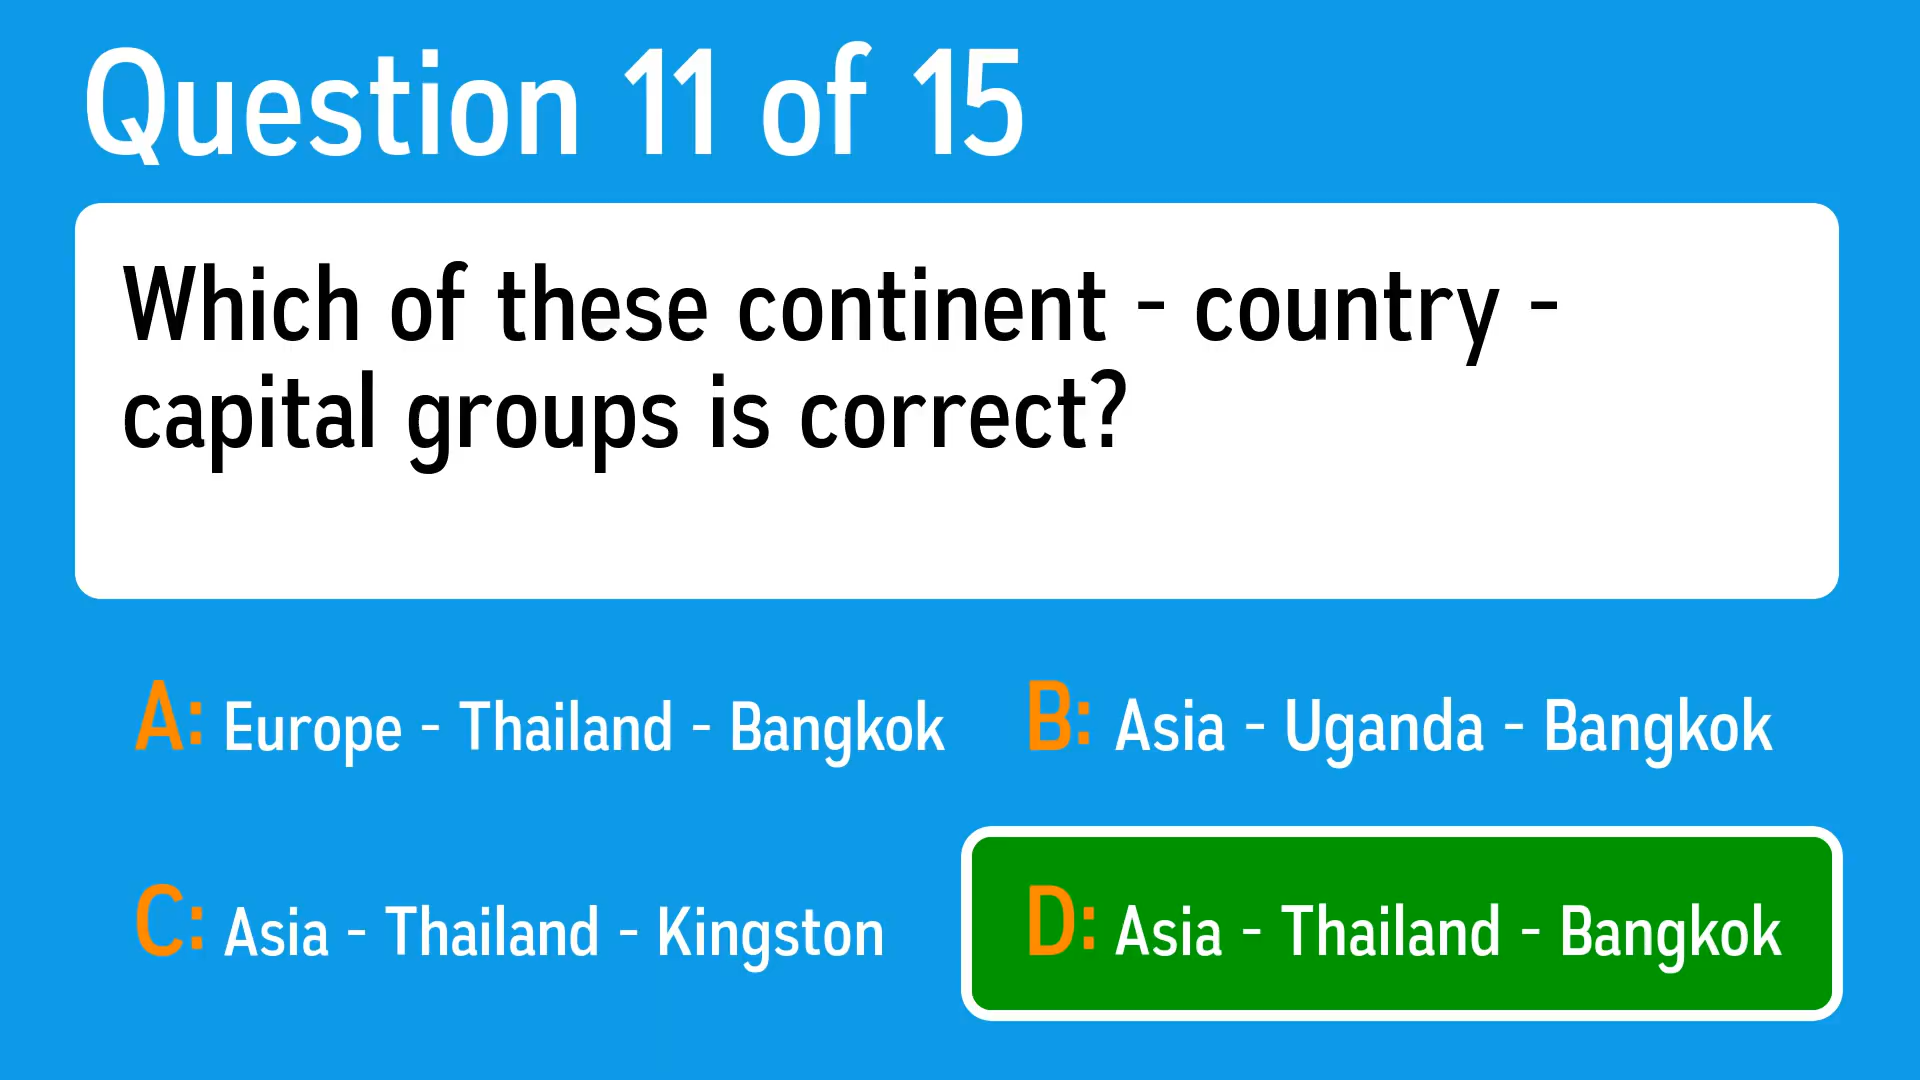 Question 11 of 15
Which of these continent - country -
capital groups is correct?
A: Europe - Thailand - Bangkok
B: Asia - Uganda - Bangkok
C: Asia - Thailand - Kingston
D: Asia - Thailand - Bangkok